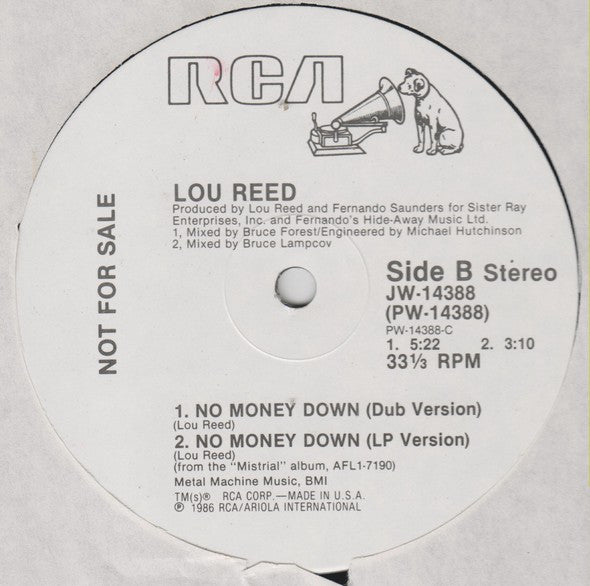 RCA
NOT FOR SALE
LOU REED
Produced by Lou Reed and Fernando Saunders for Sister Ray
Enterprises, Inc. and Fernando's Hide-Away Music Ltd.
1, Mixed by Bruce Forest/Engineered by Michael Hutchinson
2, Mixed by Bruce Lampcov
Side B Stereo
JW-14388
(PW-14388)
PW-14388-C
1. 5:22 2. 3:10
33⅓ RPM
1. NO MONEY DOWN (Dub Version)
(Lou Reed)
2. NO MONEY DOWN (LP Version)
(Lou Reed)
(from the "Mistrial" album, AFL1-7190)
Metal Machine Music, BMI
TM(s)® RCA CORP.—MADE IN U.S.A.
℗ 1986 RCA/ARIOLA INTERNATIONAL